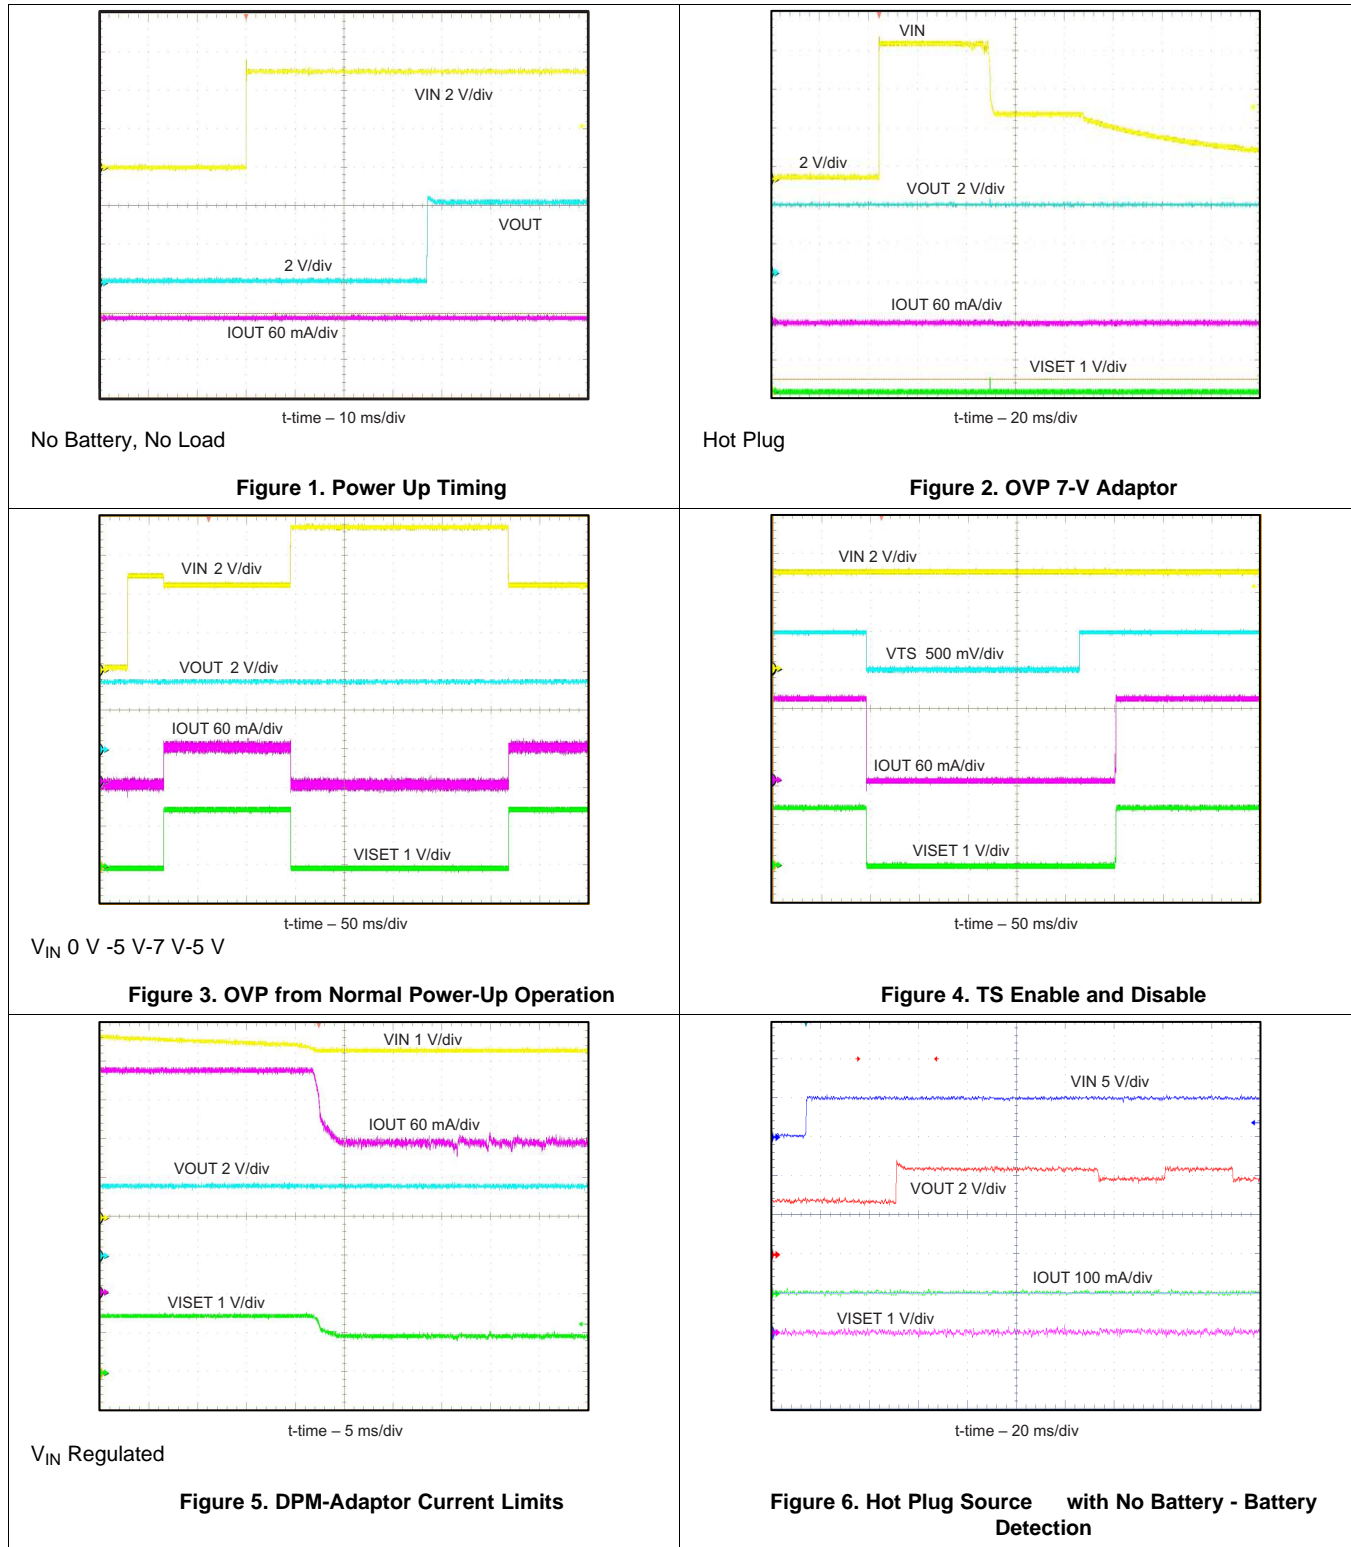 VIN 2 V/div
VOUT
2 V/div
IOUT 60 mA/div
t-time – 10 ms/div
No Battery, No Load
Figure 1. Power Up Timing
VIN
2 V/div
VOUT 2 V/div
IOUT 60 mA/div
VISET 1 V/div
t-time – 20 ms/div
Hot Plug
Figure 2. OVP 7-V Adaptor
VIN 2 V/div
VOUT 2 V/div
IOUT 60 mA/div
VISET 1 V/div
t-time – 50 ms/div
VIN 0 V -5 V-7 V-5 V
Figure 3. OVP from Normal Power-Up Operation
VIN 2 V/div
VTS 500 mV/div
IOUT 60 mA/div
VISET 1 V/div
t-time – 50 ms/div
Figure 4. TS Enable and Disable
VIN 1 V/div
IOUT 60 mA/div
VOUT 2 V/div
VISET 1 V/div
t-time – 5 ms/div
VIN Regulated
Figure 5. DPM-Adaptor Current Limits
VIN 5 V/div
VOUT 2 V/div
IOUT 100 mA/div
VISET 1 V/div
t-time – 20 ms/div
Figure 6. Hot Plug Source with No Battery - Battery
Detection